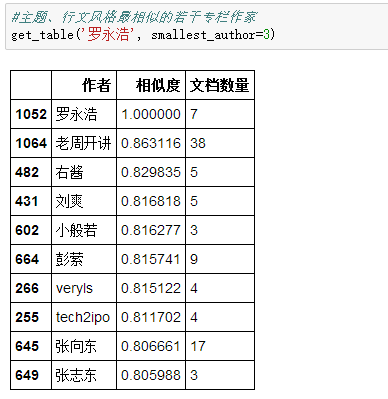 #主题、行文风格最相似的若干专栏作家
get_table('罗永浩', smallest_author=3)
作者 相似度 文档数量
1052 罗永浩 1.000000 7
1064 老周开讲 0.863116 38
482 右酱 0.829835 5
431 刘爽 0.816818 5
602 小般若 0.816277 3
664 彭萦 0.815741 9
266 veryls 0.815122 4
255 tech2ipo 0.811702 4
645 张向东 0.806661 17
649 张志东 0.805988 3